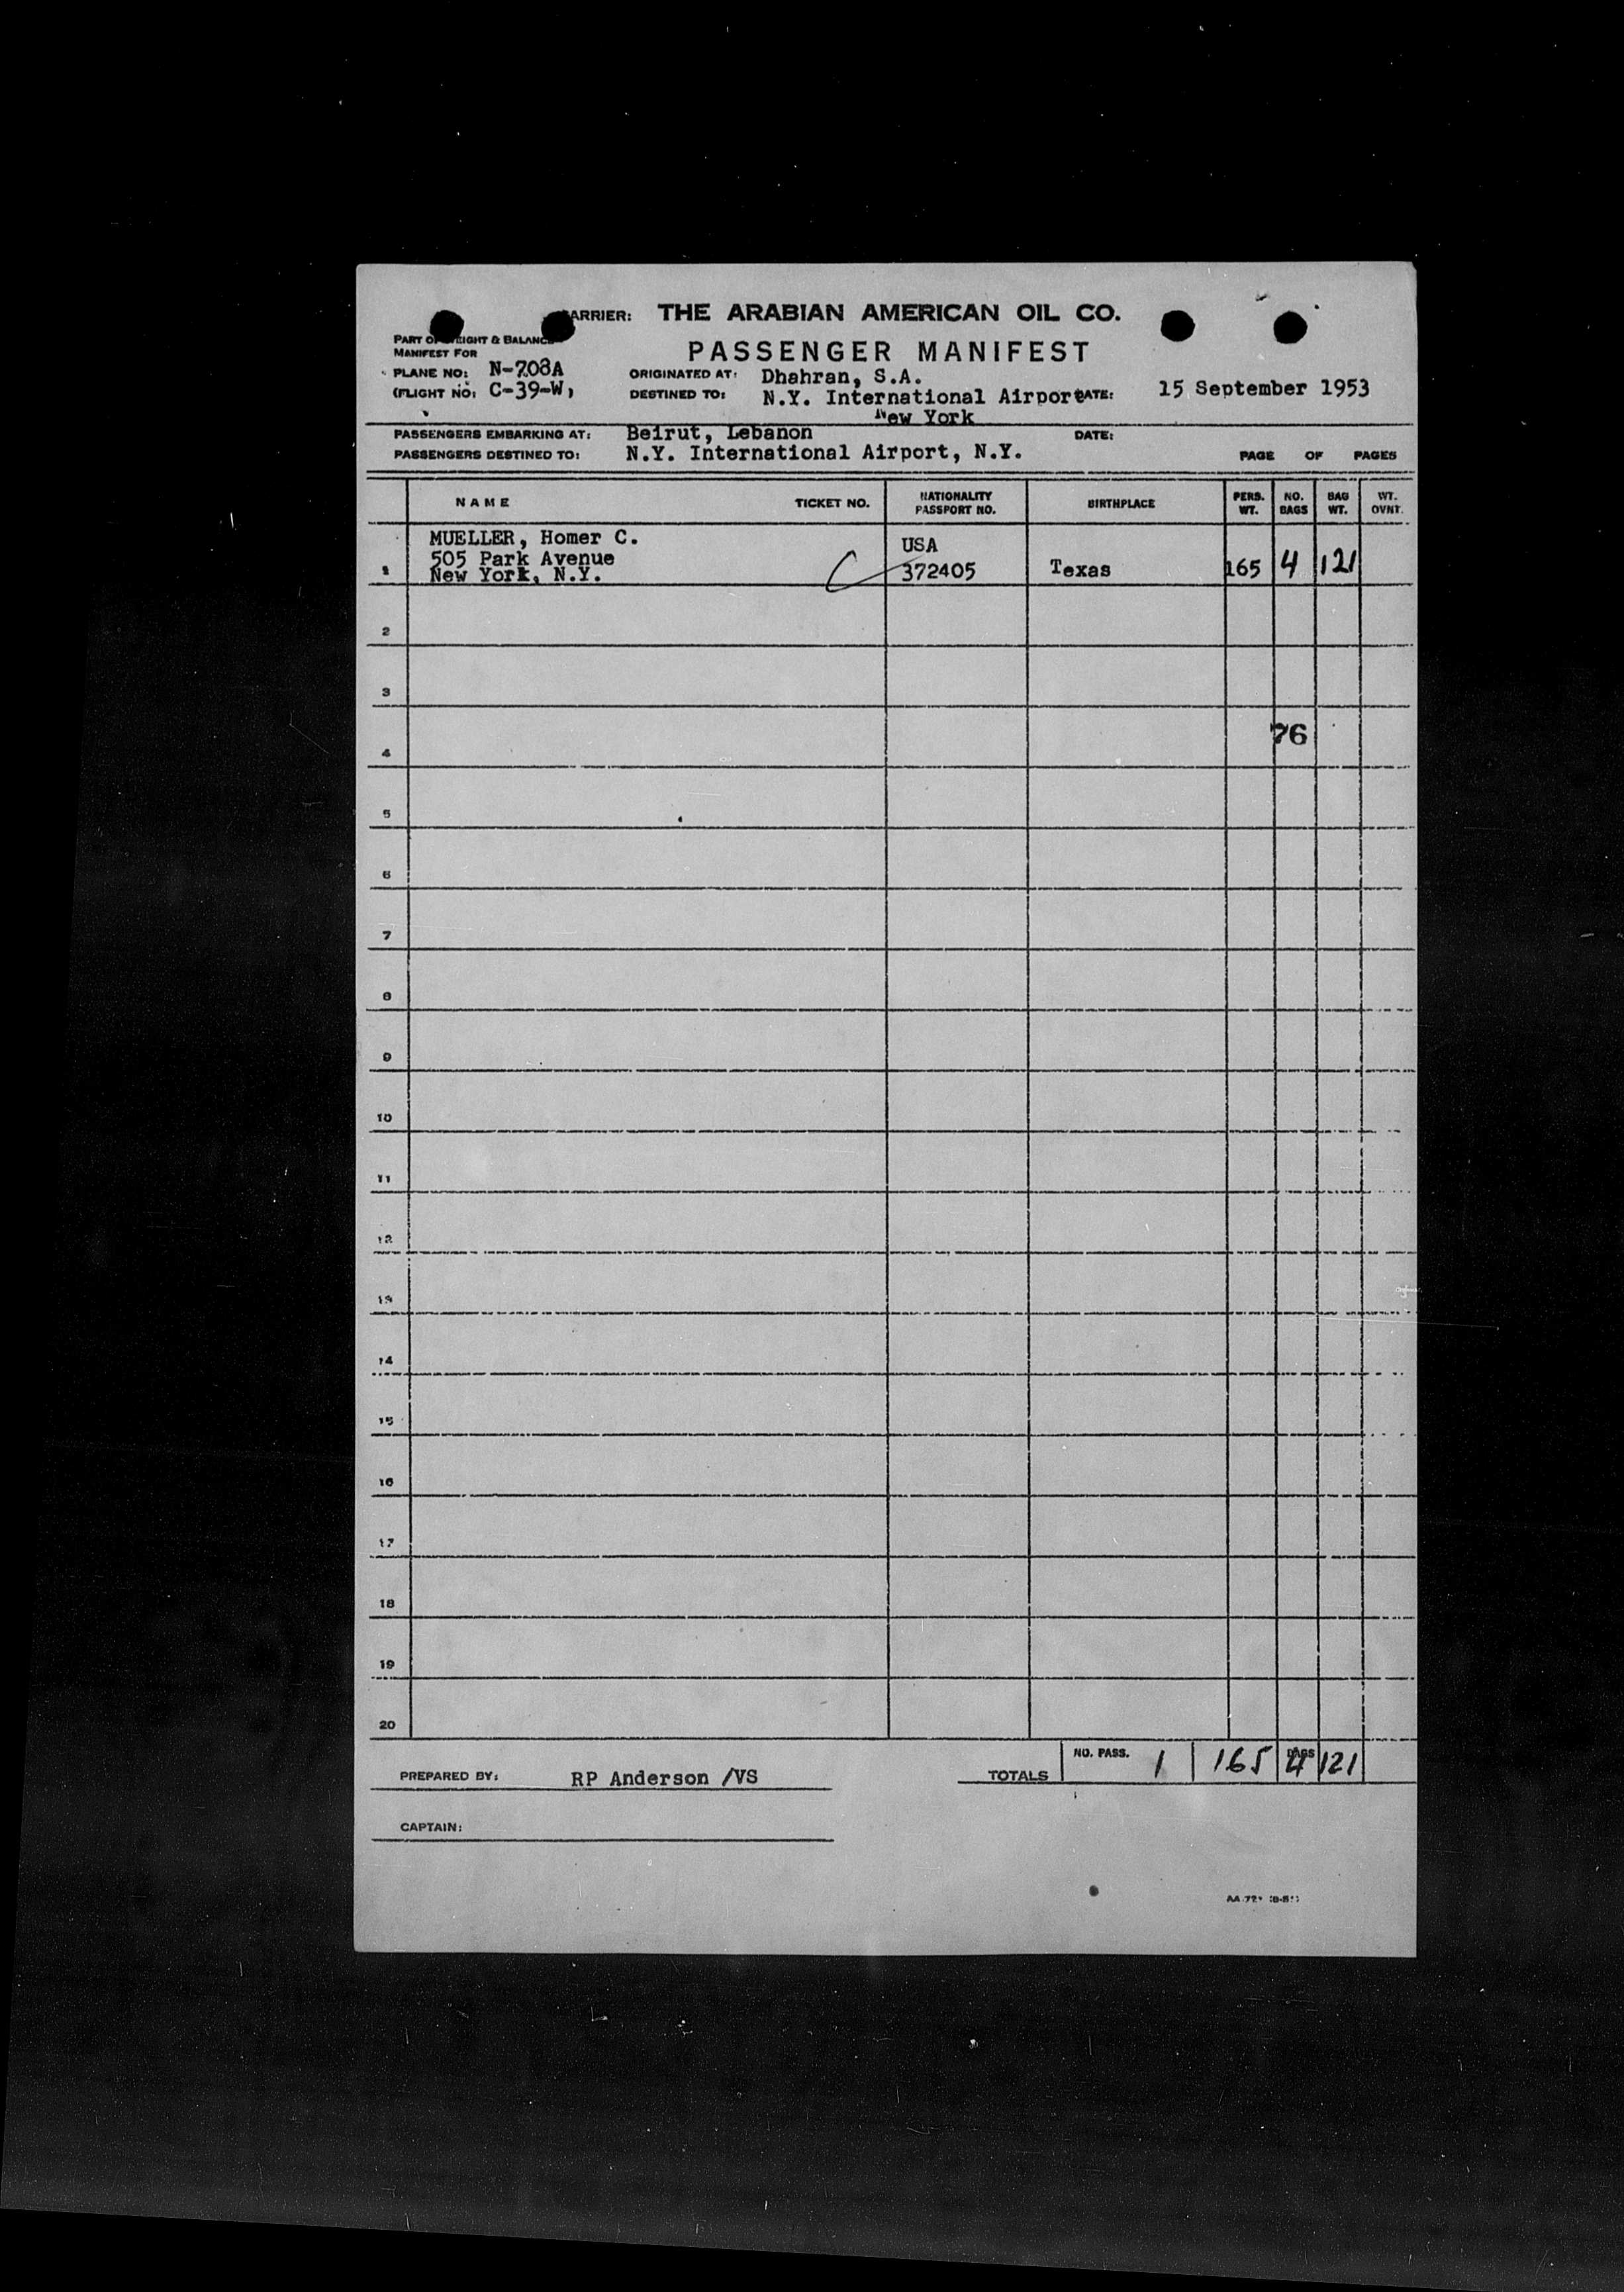 CARRIER: THE ARABIAN AMERICAN OIL CO.
PART OF WEIGHT & BALANCE
MANIFEST FOR
PASSENGER MANIFEST
PLANE NO: N-708A
ORIGINATED AT: Dhahran, S.A.
(FLIGHT NO: C-39-W)
DESTINED TO: N.Y. International Airport DATE: 15 September 1953
New York
PASSENGERS EMBARKING AT: Beirut, Lebanon DATE:
PASSENGERS DESTINED TO: N.Y. International Airport, N.Y. PAGE OF PAGES
NAME TICKET NO. NATIONALITY PASSPORT NO. BIRTHPLACE PERS. WT. NO. BAGS BAG WT. WT. OVNT.
MUELLER, Homer C. USA
505 Park Avenue
1 New York, N.Y. 372405 Texas 165 4 121
2
3
76
4
5
6
7
8
9
10
11
12
13
14
15
16
17
18
19
20
NO. PASS. 1 165 BAGS 4 121
PREPARED BY: RP Anderson /VS TOTALS
CAPTAIN: